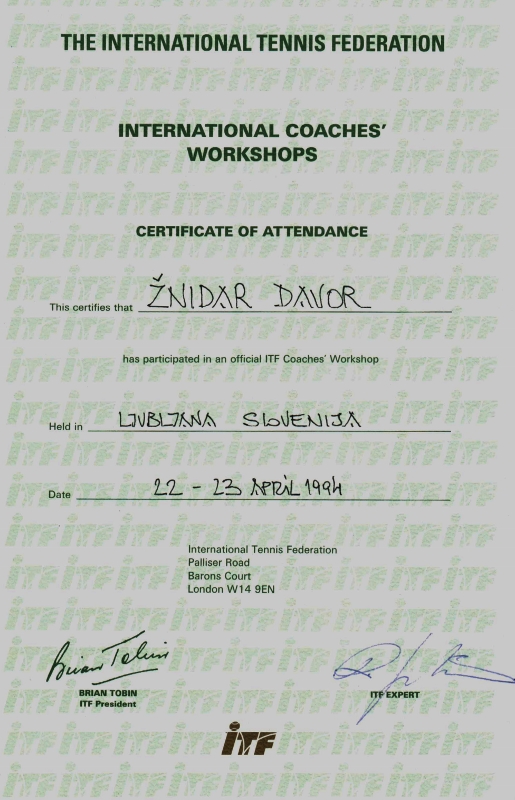 THE INTERNATIONAL TENNIS FEDERATION
INTERNATIONAL COACHES'
WORKSHOPS
CERTIFICATE OF ATTENDANCE
This certifies that ŽNIDAR DAVOR
has participated in an official ITF Coaches' Workshop
Held in LJUBLJANA SLOVENIJA
Date 22 - 23 APRIL 1994
International Tennis Federation
Palliser Road
Barons Court
London W14 9EN
Brian Tobin
BRIAN TOBIN
ITF President
ITF EXPERT
ITF